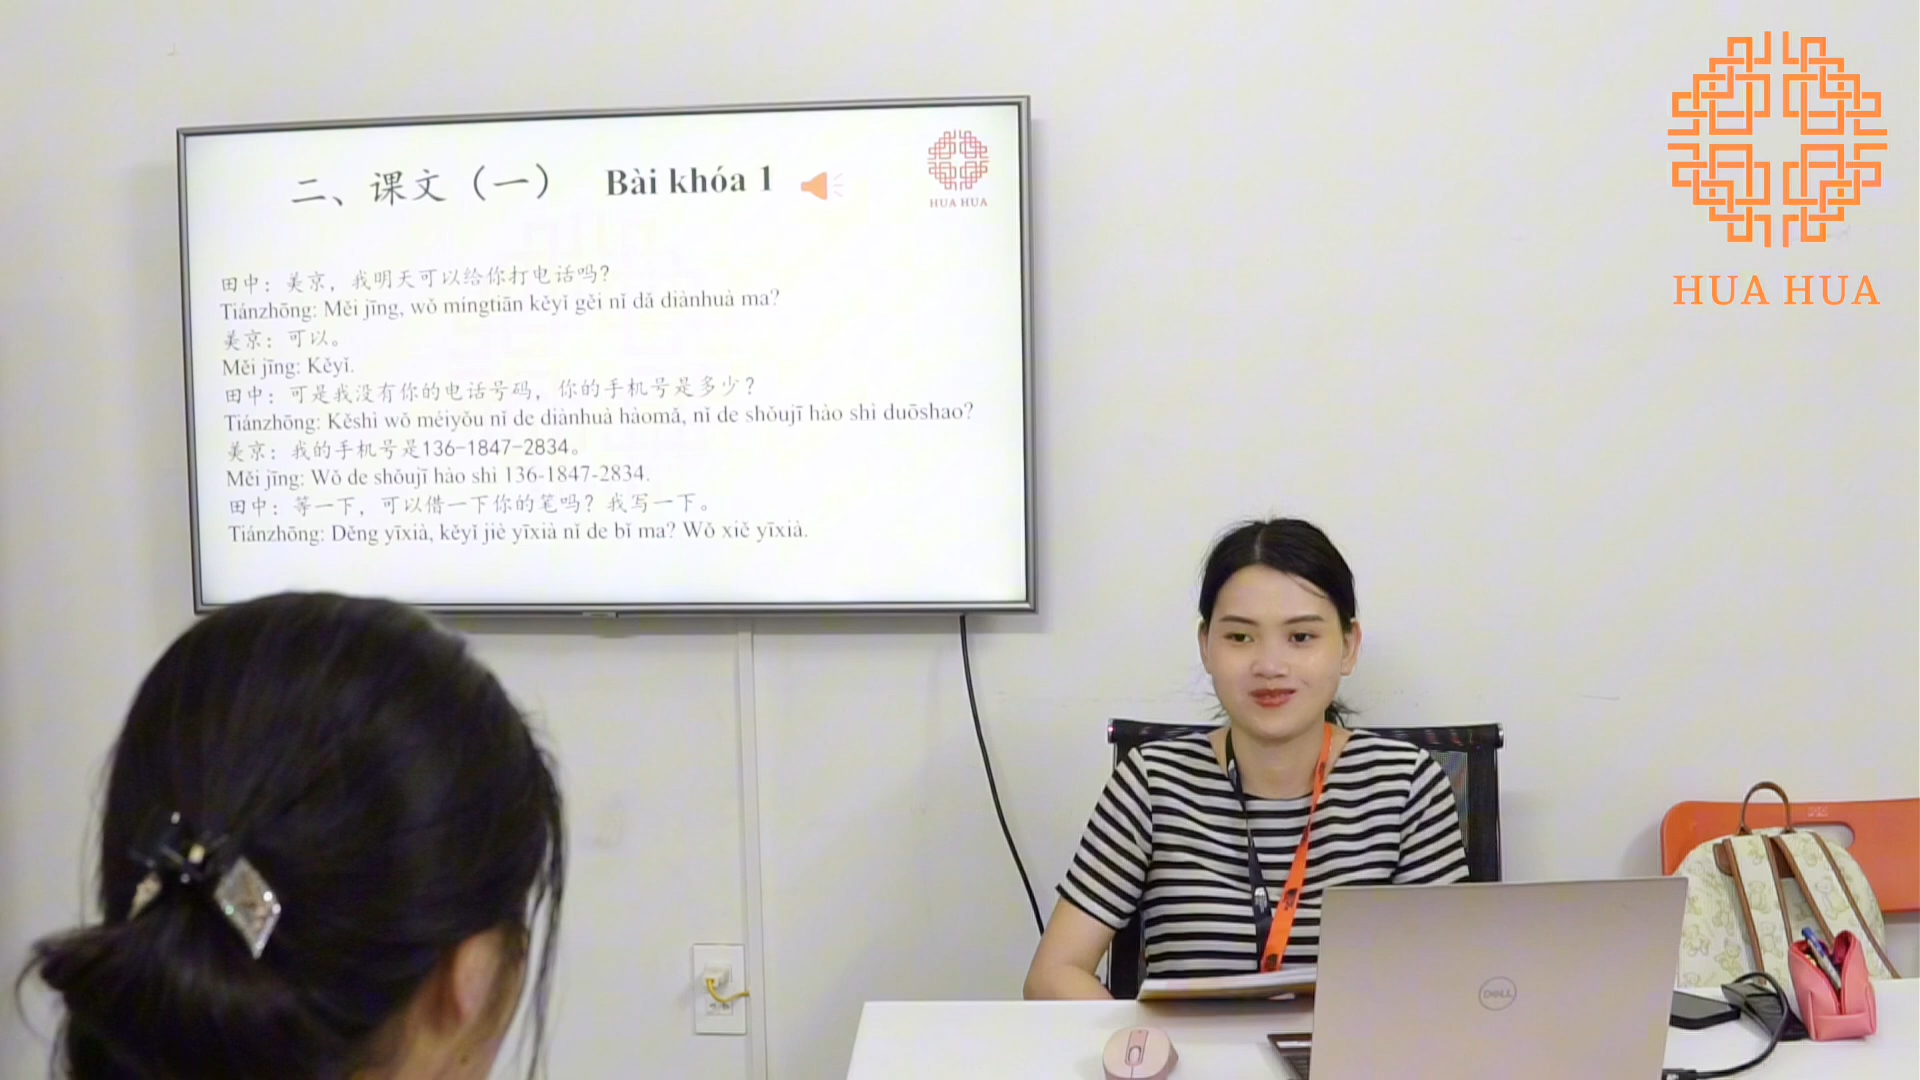 二、课文（一） Bài khóa 1
HUA HUA
田中：美京，我明天可以给你打电话吗？
Tiánzhōng: Měi jīng, wǒ míngtiān kěyǐ gěi nǐ dǎ diànhuà ma?
美京：可以。
Měi jīng: Kěyǐ.
田中：可是我没有你的电话号码，你的手机号是多少？
Tiánzhōng: Kěshì wǒ méiyǒu nǐ de diànhuà hàomǎ, nǐ de shǒujī hào shì duōshao?
美京：我的手机号是136-1847-2834。
Měi jīng: Wǒ de shǒujī hào shì 136-1847-2834.
田中：等一下，可以借一下你的笔吗？我写一下。
Tiánzhōng: Děng yīxià, kěyǐ jiè yīxià nǐ de bǐ ma? Wǒ xiě yīxià.
HUA HUA
DELL